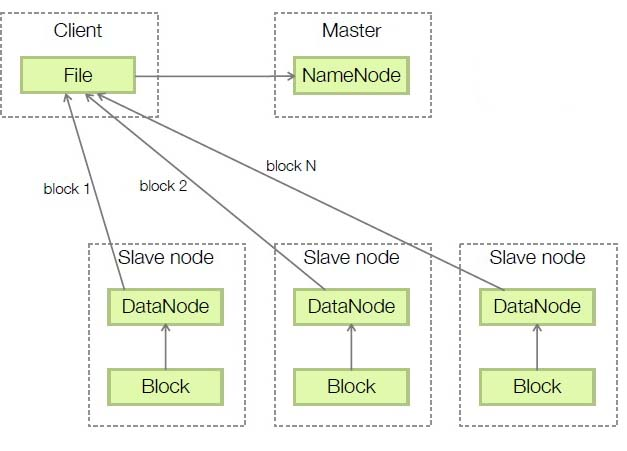 Client
Master
File
NameNode
block N
block 1
block 2
Slave node
Slave node
Slave node
DataNode
DataNode
DataNode
Block
Block
Block